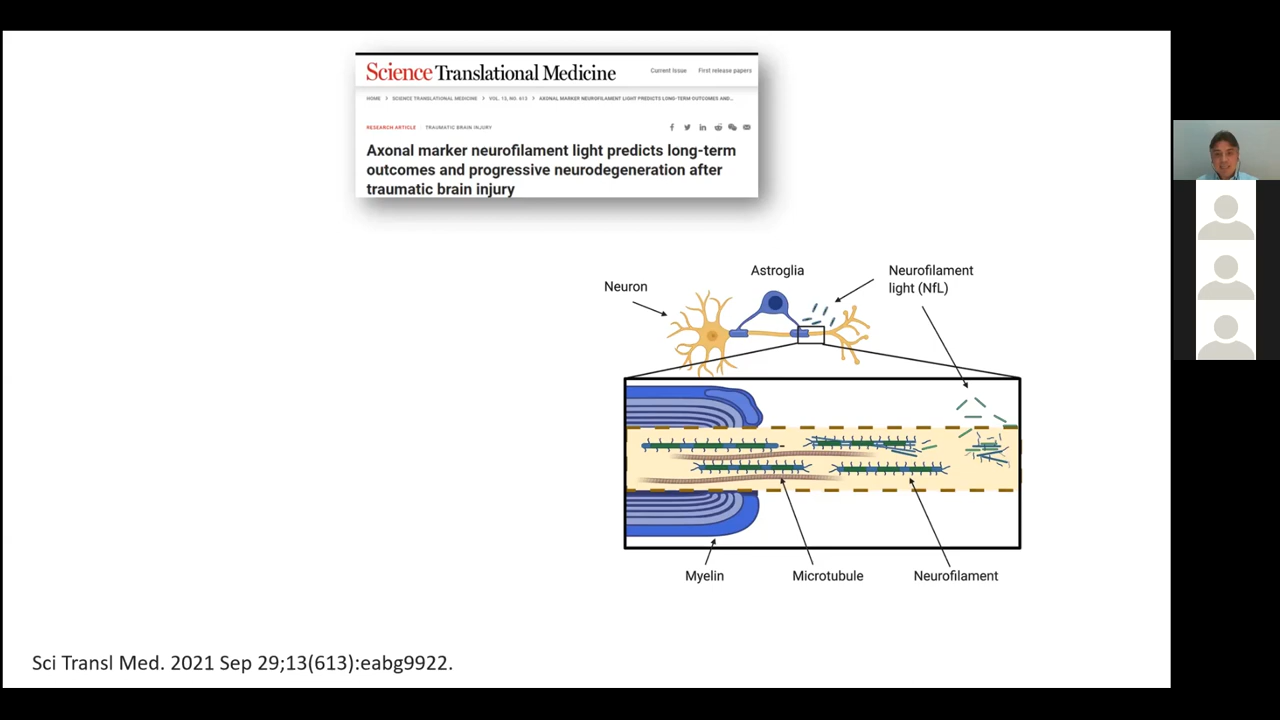 Science Translational Medicine
Current Issue First release papers
HOME > SCIENCE TRANSLATIONAL MEDICINE > VOL. 13, NO. 613 > AXONAL MARKER NEUROFILAMENT LIGHT PREDICTS LONG-TERM OUTCOMES AND...
RESEARCH ARTICLE TRAUMATIC BRAIN INJURY
Axonal marker neurofilament light predicts long-term
outcomes and progressive neurodegeneration after
traumatic brain injury
Neuron
Astroglia
Neurofilament
light (NfL)
Myelin
Microtubule
Neurofilament
Sci Transl Med. 2021 Sep 29;13(613):eabg9922.